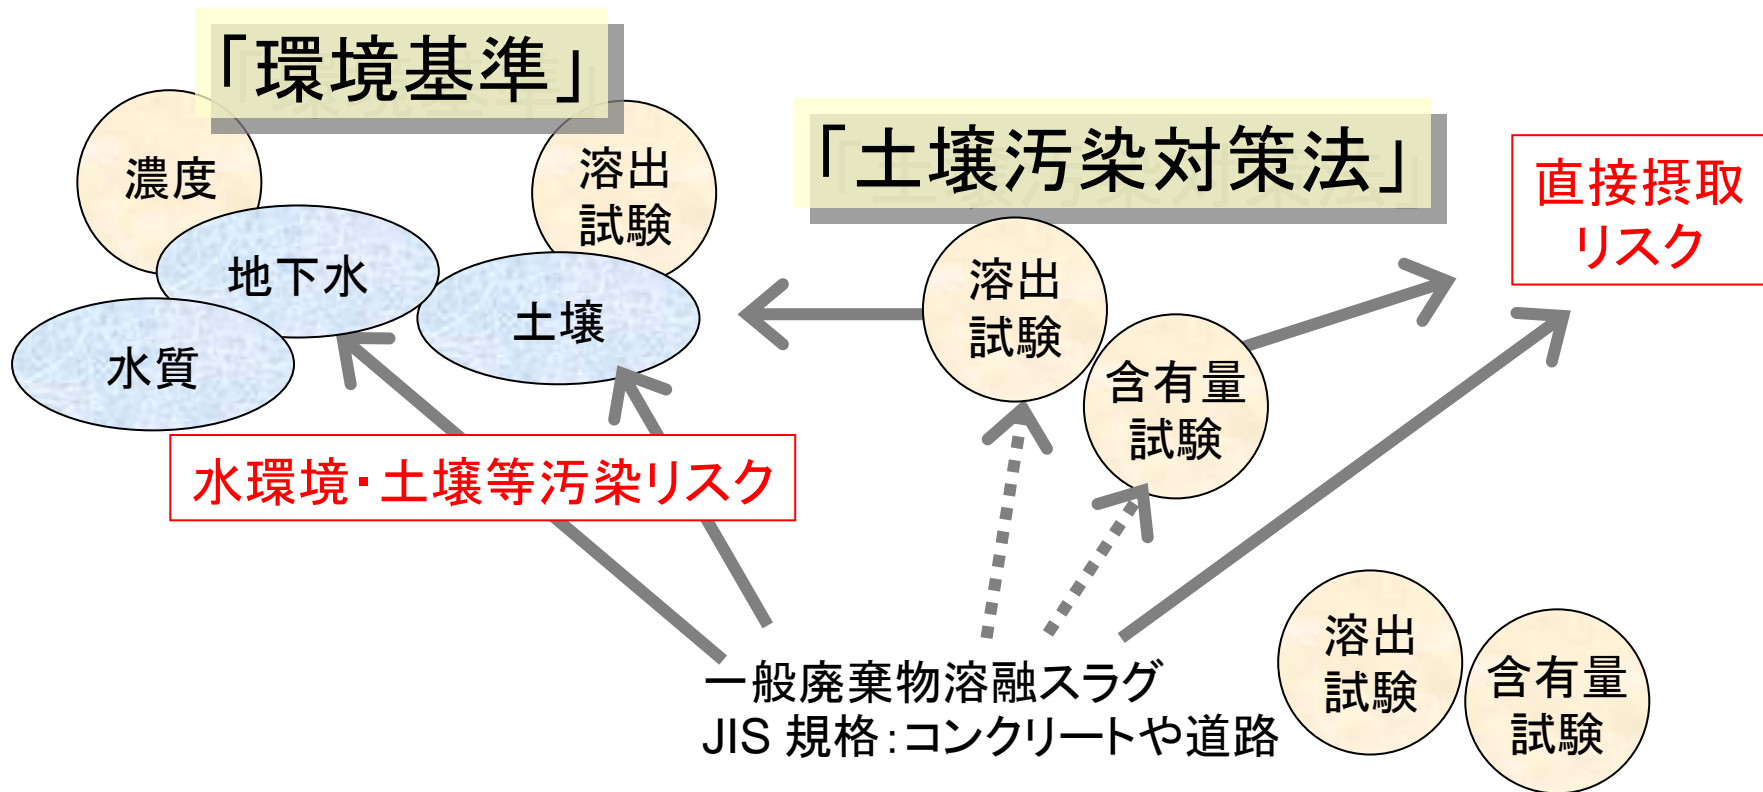 「環境基準」
濃度
溶出
試験
地下水
土壌
水質
水環境・土壌等汚染リスク
「土壌汚染対策法」
溶出
試験
含有量
試験
直接摂取
リスク
一般廃棄物溶融スラグ
JIS 規格：コンクリートや道路
溶出
試験
含有量
試験